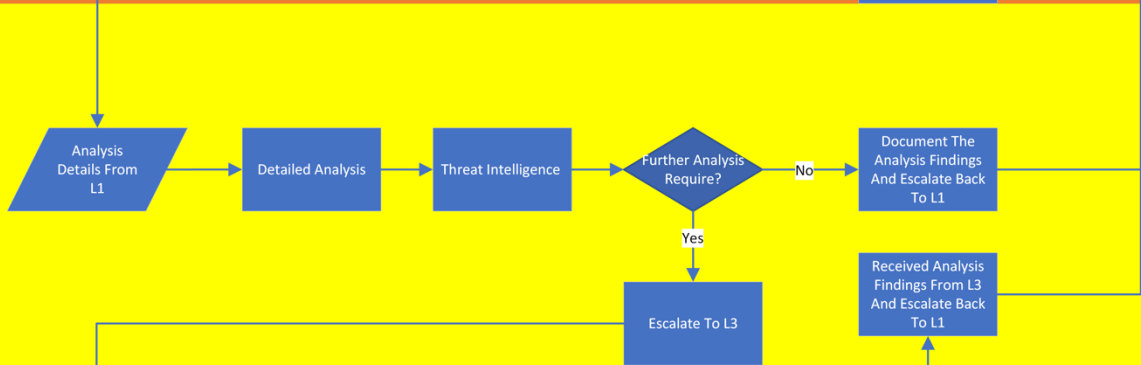 Analysis
Details From
L1
Detailed Analysis
Threat Intelligence
Further Analysis
Require?
No
Document The
Analysis Findings
And Escalate Back
To L1
Yes
Received Analysis
Findings From L3
And Escalate Back
To L1
Escalate To L3